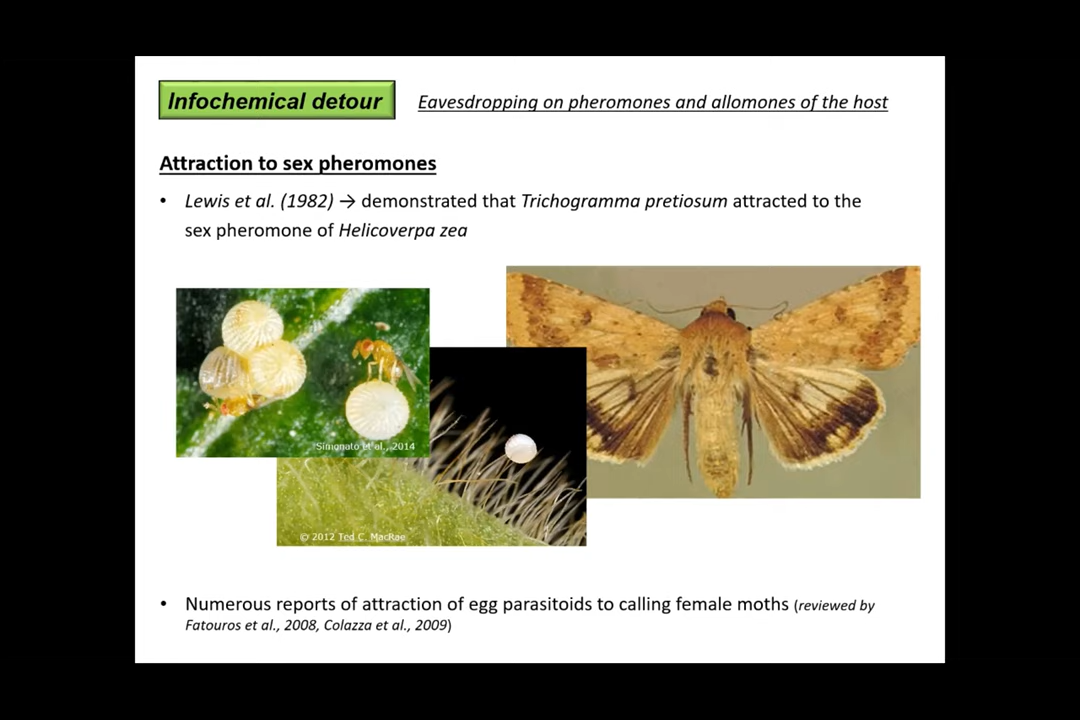 Infochemical detour
Eavesdropping on pheromones and allomones of the host
Attraction to sex pheromones
• Lewis et al. (1982) → demonstrated that Trichogramma pretiosum attracted to the
sex pheromone of Helicoverpa zea
Simonato et al., 2014
© 2012 Ted C. MacRae
• Numerous reports of attraction of egg parasitoids to calling female moths (reviewed by
Fatouros et al., 2008, Colazza et al., 2009)